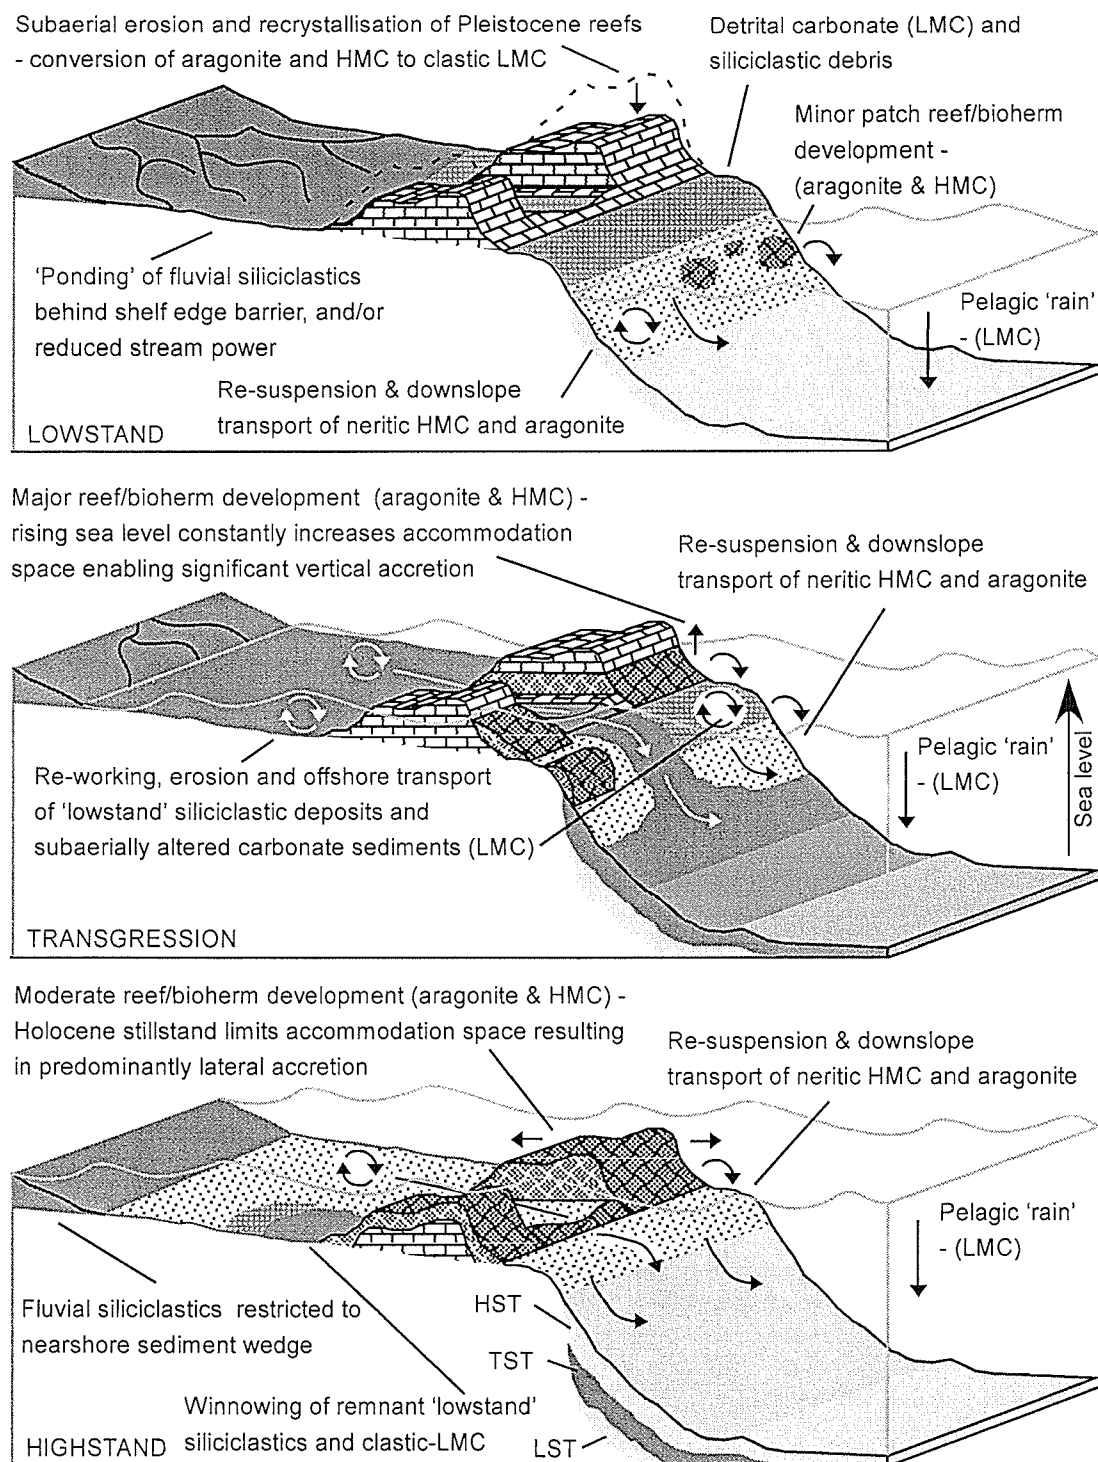 Subaerial erosion and recrystallisation of Pleistocene reefs
- conversion of aragonite and HMC to clastic LMC
Detrital carbonate (LMC) and
siliciclastic debris
Minor patch reef/bioherm
development -
(aragonite & HMC)
'Ponding' of fluvial siliciclastics
behind shelf edge barrier, and/or
reduced stream power
Pelagic 'rain'
- (LMC)
Re-suspension & downslope
transport of neritic HMC and aragonite
LOWSTAND
Major reef/bioherm development (aragonite & HMC) -
rising sea level constantly increases accommodation
space enabling significant vertical accretion
Re-suspension & downslope
transport of neritic HMC and aragonite
Re-working, erosion and offshore transport
of 'lowstand' siliciclastic deposits and
subaerially altered carbonate sediments (LMC)
Pelagic 'rain'
- (LMC)
Sea level
TRANSGRESSION
Moderate reef/bioherm development (aragonite & HMC) -
Holocene stillstand limits accommodation space resulting
in predominantly lateral accretion
Re-suspension & downslope
transport of neritic HMC and aragonite
Pelagic 'rain'
- (LMC)
Fluvial siliciclastics restricted to
nearshore sediment wedge
HST
TST
LST
Winnowing of remnant 'lowstand'
siliciclastics and clastic-LMC
HIGHSTAND